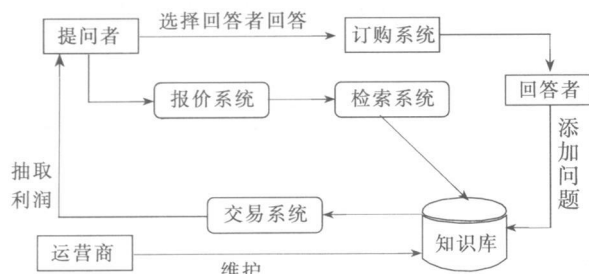 选择回答者回答
提问者
订购系统
报价系统
检索系统
回答者
添加问题
抽取
利润
交易系统
知识库
运营商
维护